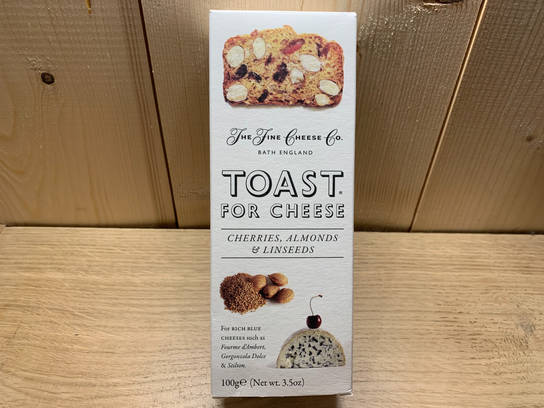 The Fine Cheese Co.
BATH ENGLAND
TOAST®
FOR CHEESE
CHERRIES, ALMONDS
& LINSEEDS
For RICH BLUE
CHEESES such as
Fourme d'Ambert,
Gorgonzola Dolce
& Stilton.
100g℮ (Net wt. 3.5oz)